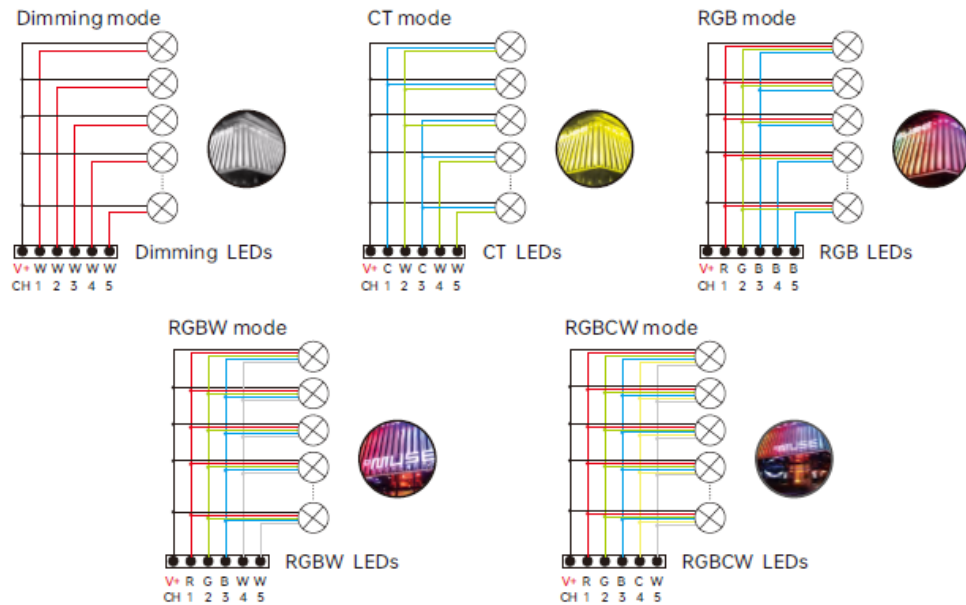 Dimming mode
V+ W W W W W
CH 1 2 3 4 5
Dimming LEDs
CT mode
V+ C W C W W
CH 1 2 3 4 5
CT LEDs
RGB mode
V+ R G B B B
CH 1 2 3 4 5
RGB LEDs
RGBW mode
MUSE
V+ R G B W W
CH 1 2 3 4 5
RGBW LEDs
RGBCW mode
MUSE
V+ R G B C W
CH 1 2 3 4 5
RGBCW LEDs